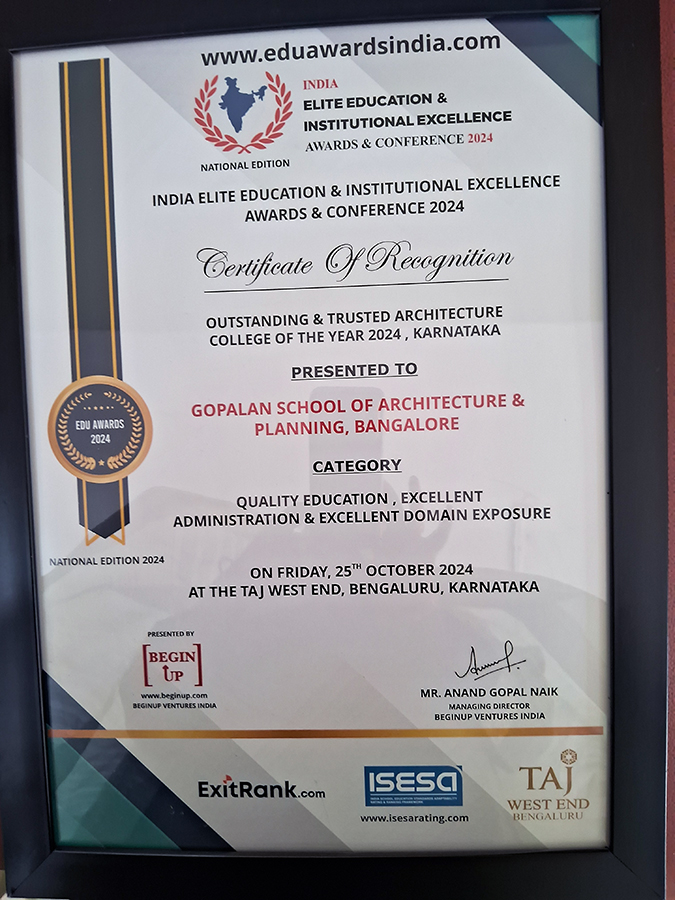 www.eduawardsindia.com
INDIA
ELITE EDUCATION &
INSTITUTIONAL EXCELLENCE
AWARDS & CONFERENCE 2024
NATIONAL EDITION
INDIA ELITE EDUCATION & INSTITUTIONAL EXCELLENCE
AWARDS & CONFERENCE 2024
Certificate Of Recognition
OUTSTANDING & TRUSTED ARCHITECTURE
COLLEGE OF THE YEAR 2024 , KARNATAKA
PRESENTED TO
GOPALAN SCHOOL OF ARCHITECTURE &
PLANNING, BANGALORE
EDU AWARDS
2024
CATEGORY
QUALITY EDUCATION , EXCELLENT
ADMINISTRATION & EXCELLENT DOMAIN EXPOSURE
NATIONAL EDITION 2024
ON FRIDAY, 25TH OCTOBER 2024
AT THE TAJ WEST END, BENGALURU, KARNATAKA
PRESENTED BY
BEGIN
UP
www.beginup.com
BEGINUP VENTURES INDIA
MR. ANAND GOPAL NAIK
MANAGING DIRECTOR
BEGINUP VENTURES INDIA
ExitRank.com
ISESA
www.isesarating.com
TAJ
WEST END
BENGALURU